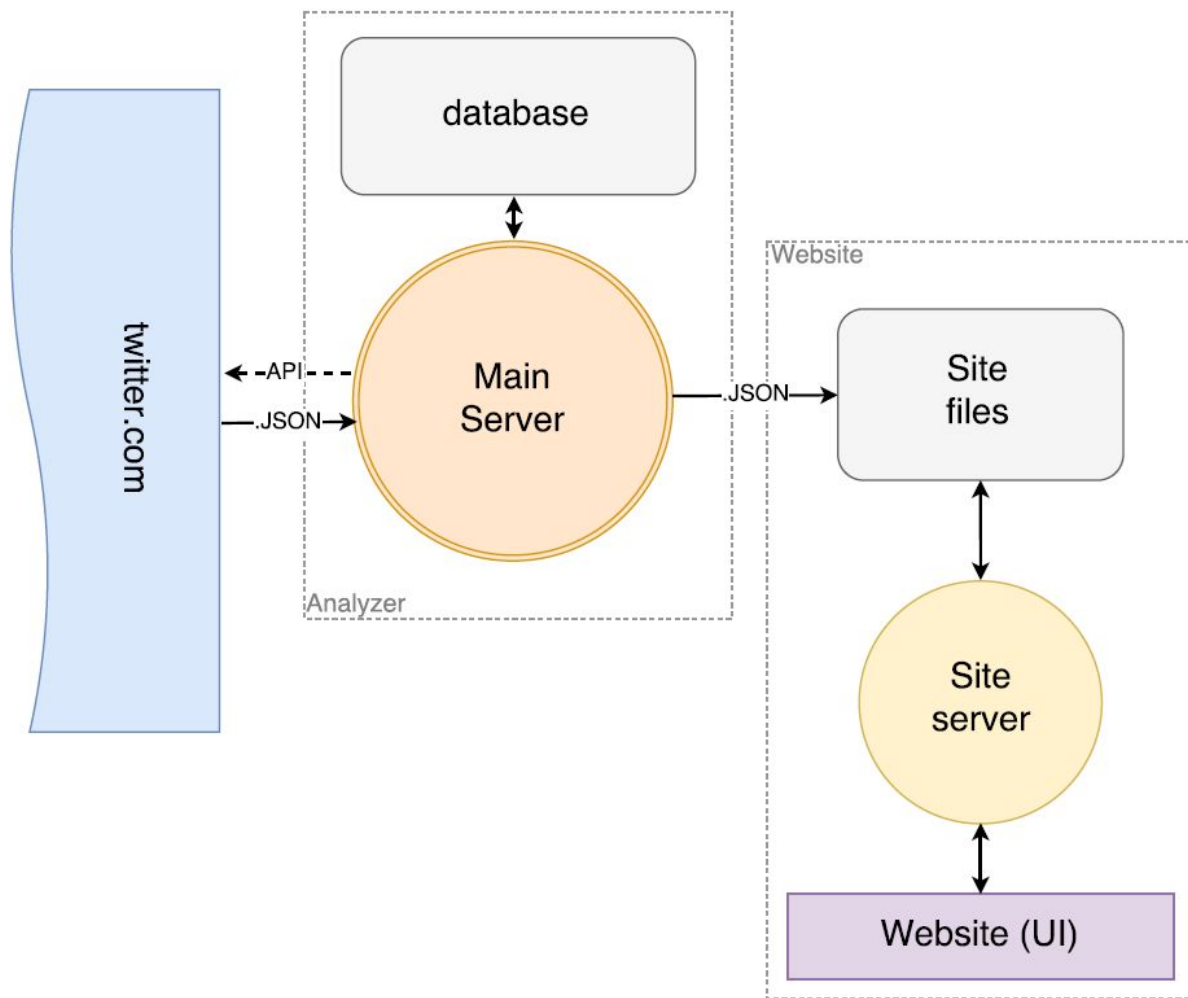 database
Website
twitter.com
API
.JSON
Main
Server
.JSON
Site
files
Analyzer
Site
server
Website (UI)